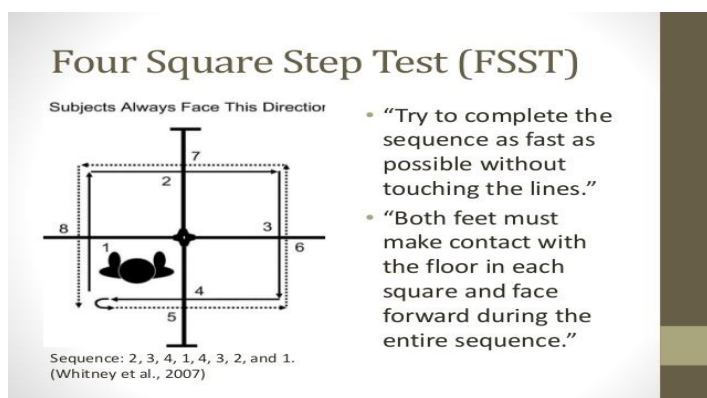 Four Square Step Test (FSST)
Subjects Always Face This Direction
7
2
8
3
1
6
4
5
Sequence: 2, 3, 4, 1, 4, 3, 2, and 1.
(Whitney et al., 2007)
• “Try to complete the
sequence as fast as
possible without
touching the lines.”
• “Both feet must
make contact with
the floor in each
square and face
forward during the
entire sequence.”